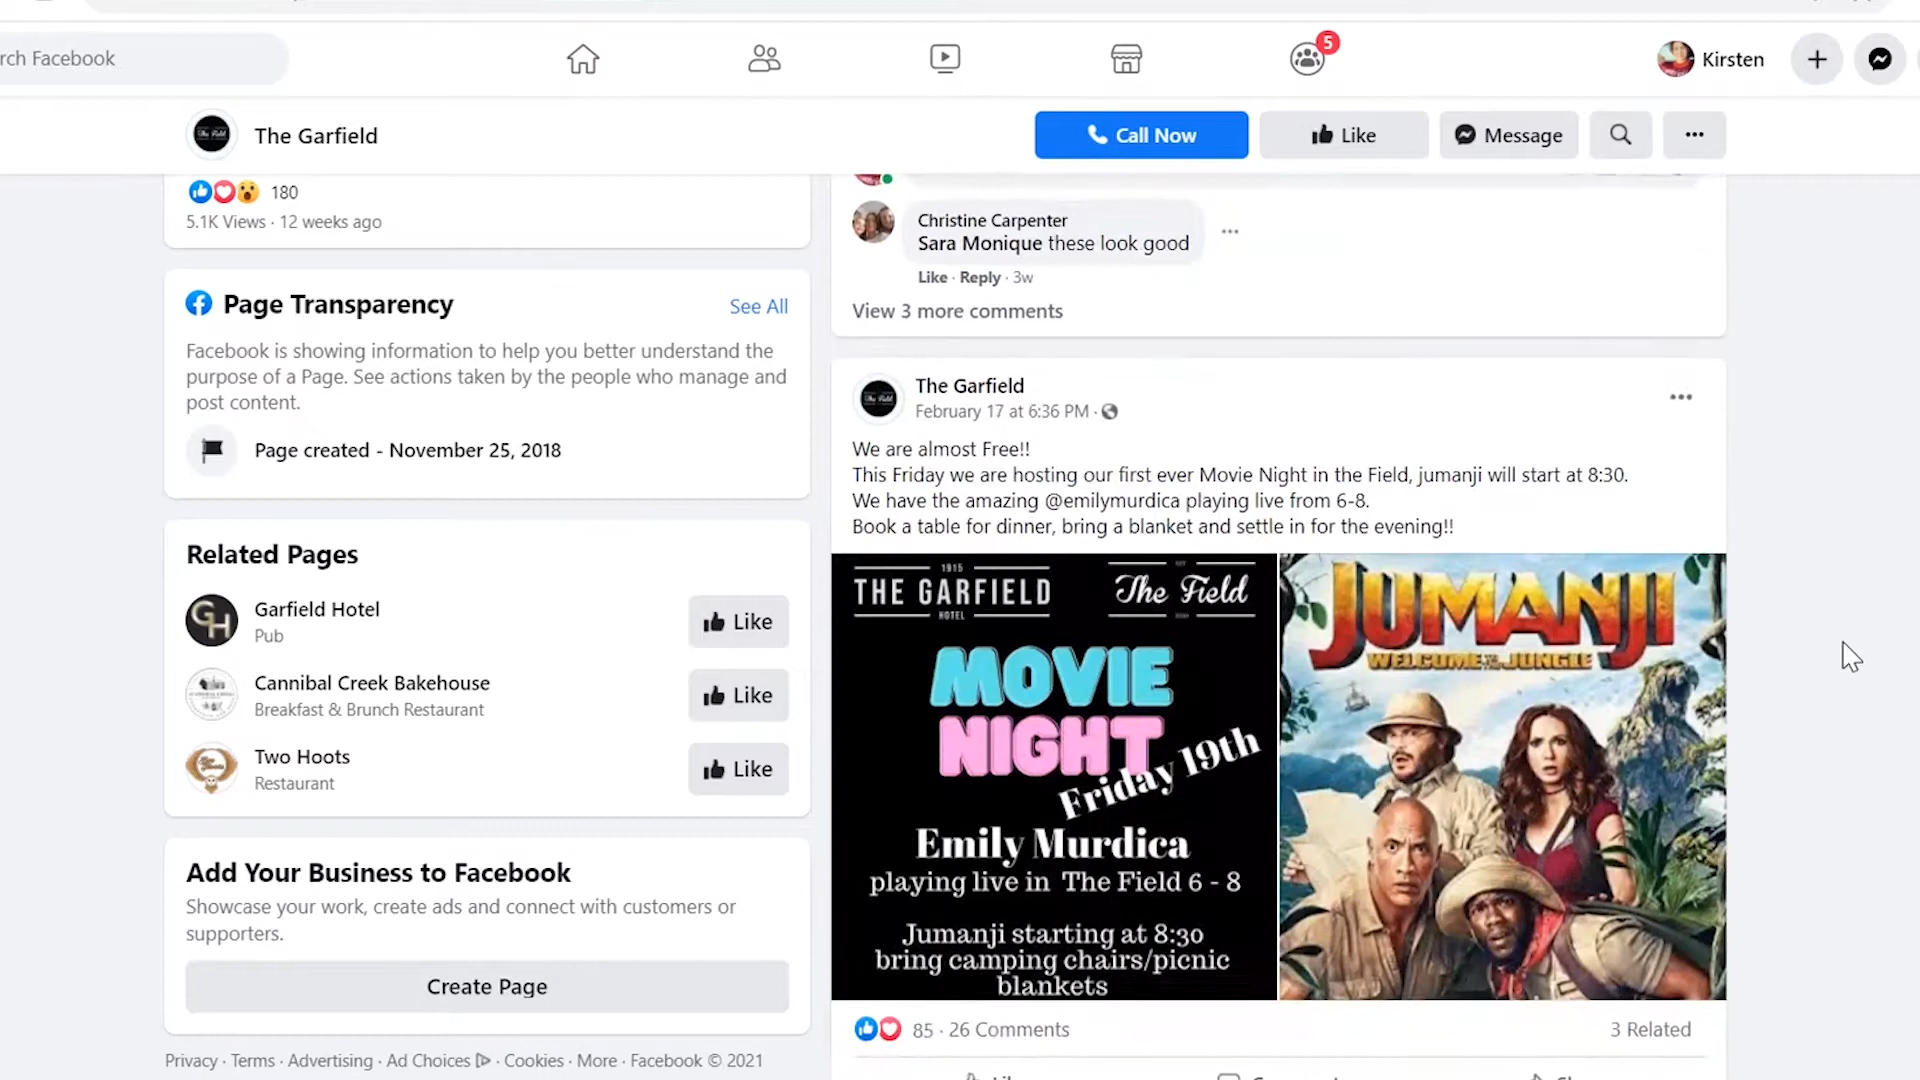 rch Facebook
5
Kirsten
The Garfield
Call Now
Like
Message
180
5.1K Views · 12 weeks ago
Page Transparency
See All
Facebook is showing information to help you better understand the
purpose of a Page. See actions taken by the people who manage and
post content.
Page created - November 25, 2018
Related Pages
Garfield Hotel
Pub
Like
Cannibal Creek Bakehouse
Breakfast & Brunch Restaurant
Like
Two Hoots
Restaurant
Like
Add Your Business to Facebook
Showcase your work, create ads and connect with customers or
supporters.
Create Page
Privacy · Terms · Advertising · Ad Choices · Cookies · More · Facebook © 2021
Christine Carpenter
Sara Monique these look good
Like · Reply · 3w
View 3 more comments
The Garfield
February 17 at 6:36 PM ·
We are almost Free!!
This Friday we are hosting our first ever Movie Night in the Field, jumanji will start at 8:30.
We have the amazing @emilymurdica playing live from 6-8.
Book a table for dinner, bring a blanket and settle in for the evening!!
1915
THE GARFIELD
HOTEL
The Field
MOVIE
NIGHT
Friday 19th
Emily Murdica
playing live in The Field 6 - 8
Jumanji starting at 8:30
bring camping chairs/picnic
blankets
JUMANJI
WELCOME TO THE JUNGLE
85 · 26 Comments
3 Related